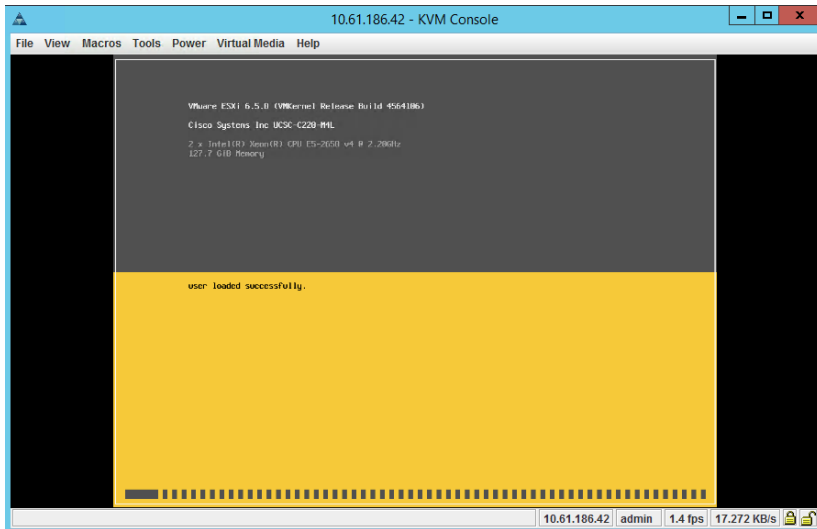 10.61.186.42 - KVM Console
File View Macros Tools Power Virtual Media Help
VMware ESXi 6.5.0 (VMKernel Release Build 4564106)
Cisco Systems Inc UCSC-C220-M4L
2 x Intel(R) Xeon(R) CPU E5-2650 v4 @ 2.20GHz
127.7 GiB Memory
user loaded successfully.
10.61.186.42 admin 1.4 fps 17.272 KB/s